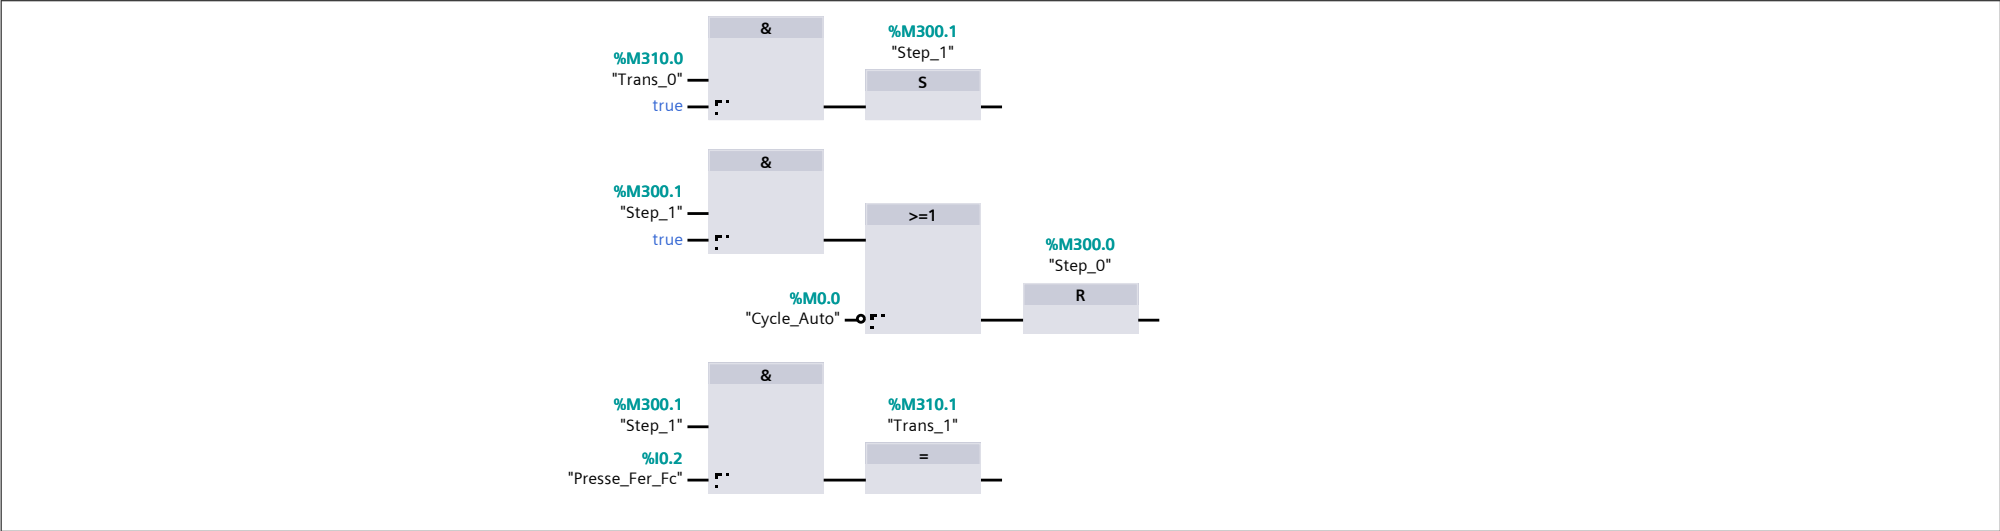 &
%M310.0
"Trans_0"
true
%M300.1
"Step_1"
S
&
%M300.1
"Step_1"
true
>=1
%M0.0
"Cycle_Auto"
%M300.0
"Step_0"
R
&
%M300.1
"Step_1"
%I0.2
"Presse_Fer_Fc"
%M310.1
"Trans_1"
=